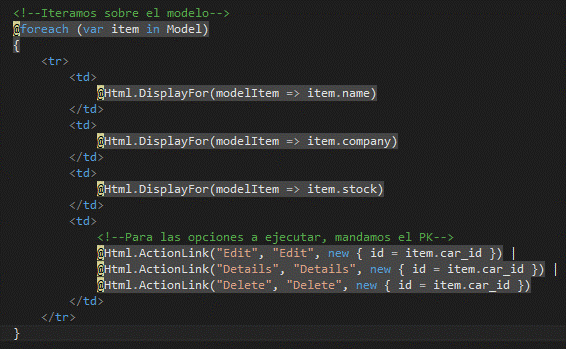 <!--Iteramos sobre el modelo-->
@foreach (var item in Model)
{
<tr>
<td>
@Html.DisplayFor(modelItem => item.name)
</td>
<td>
@Html.DisplayFor(modelItem => item.company)
</td>
<td>
@Html.DisplayFor(modelItem => item.stock)
</td>
<td>
<!--Para las opciones a ejecutar, mandamos el PK-->
@Html.ActionLink("Edit", "Edit", new { id = item.car_id }) |
@Html.ActionLink("Details", "Details", new { id = item.car_id }) |
@Html.ActionLink("Delete", "Delete", new { id = item.car_id })
</td>
</tr>
}